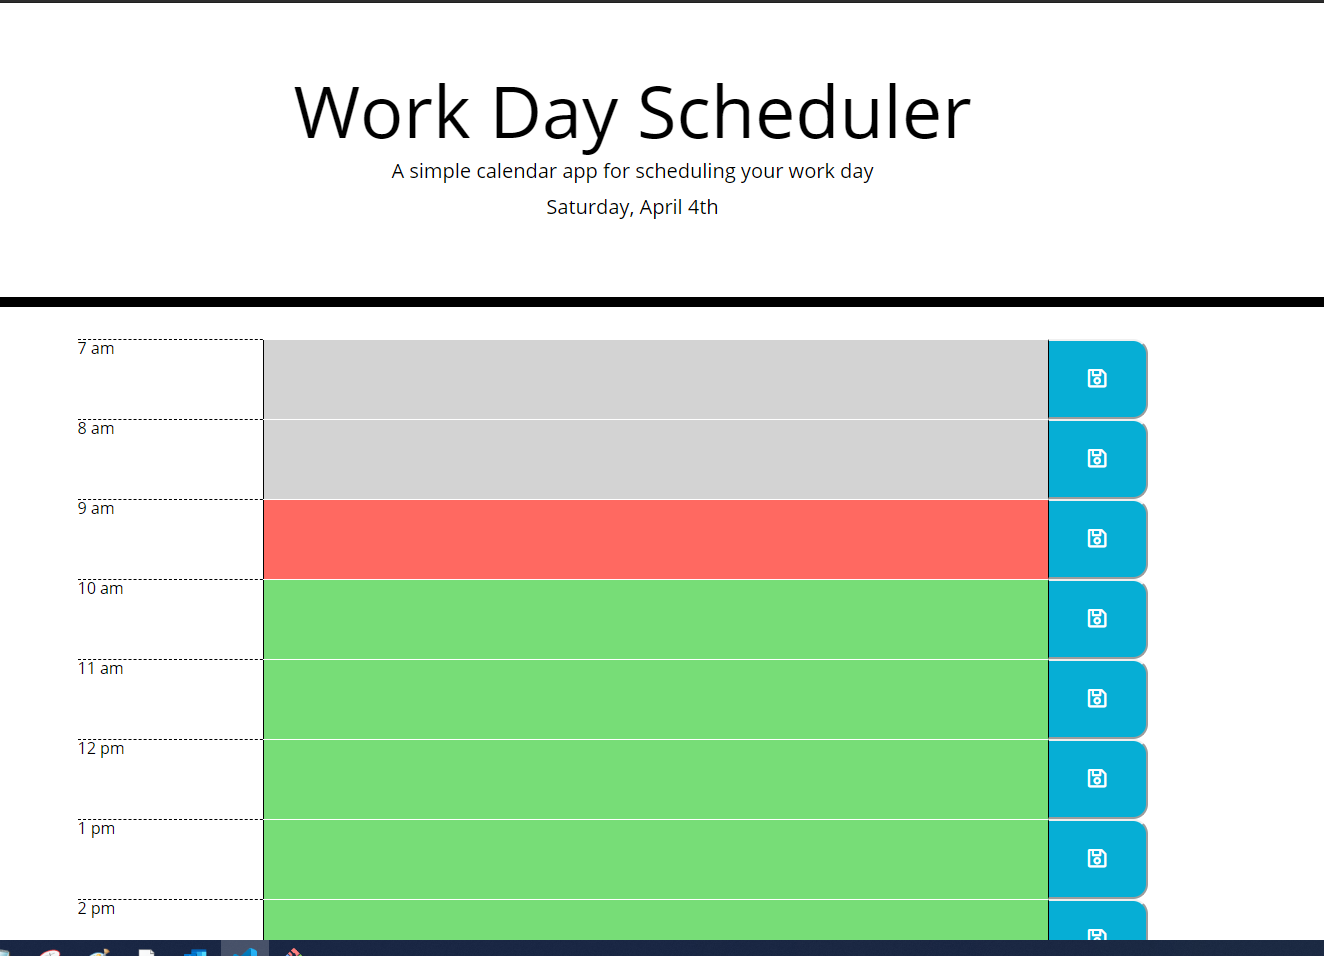 Work Day Scheduler
A simple calendar app for scheduling your work day
Saturday, April 4th
7 am
8 am
9 am
10 am
11 am
12 pm
1 pm
2 pm